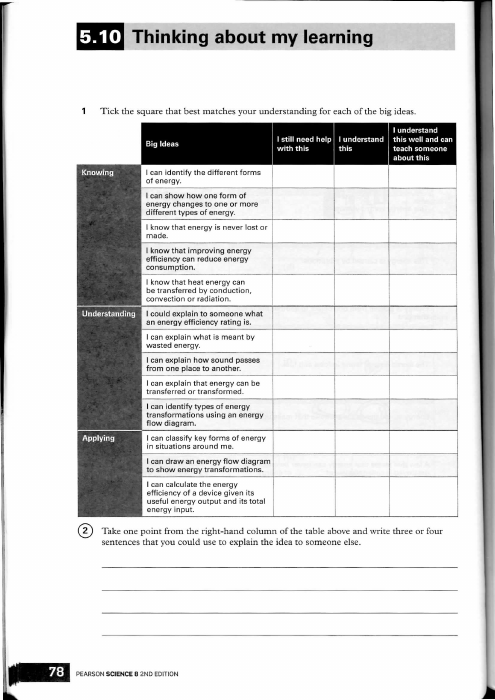 5.10 Thinking about my learning
1 Tick the square that best matches your understanding for each of the big ideas.
Big Ideas
I still need help
with this
I understand
this
I understand
this well and can
teach someone
about this
Knowing
I can identify the different forms
of energy.
I can show how one form of
energy changes to one or more
different types of energy.
I know that energy is never lost or
made.
I know that improving energy
efficiency can reduce energy
consumption.
I know that heat energy can
be transferred by conduction,
convection or radiation.
Understanding
I could explain to someone what
an energy efficiency rating is.
I can explain what is meant by
wasted energy.
I can explain how sound passes
from one place to another.
I can explain that energy can be
transferred or transformed.
I can identify types of energy
transformations using an energy
flow diagram.
Applying
I can classify key forms of energy
in situations around me.
I can draw an energy flow diagram
to show energy transformations.
I can calculate the energy
efficiency of a device given its
useful energy output and its total
energy input.
2 Take one point from the right-hand column of the table above and write three or four
sentences that you could use to explain the idea to someone else.
78 PEARSON SCIENCE 8 2ND EDITION